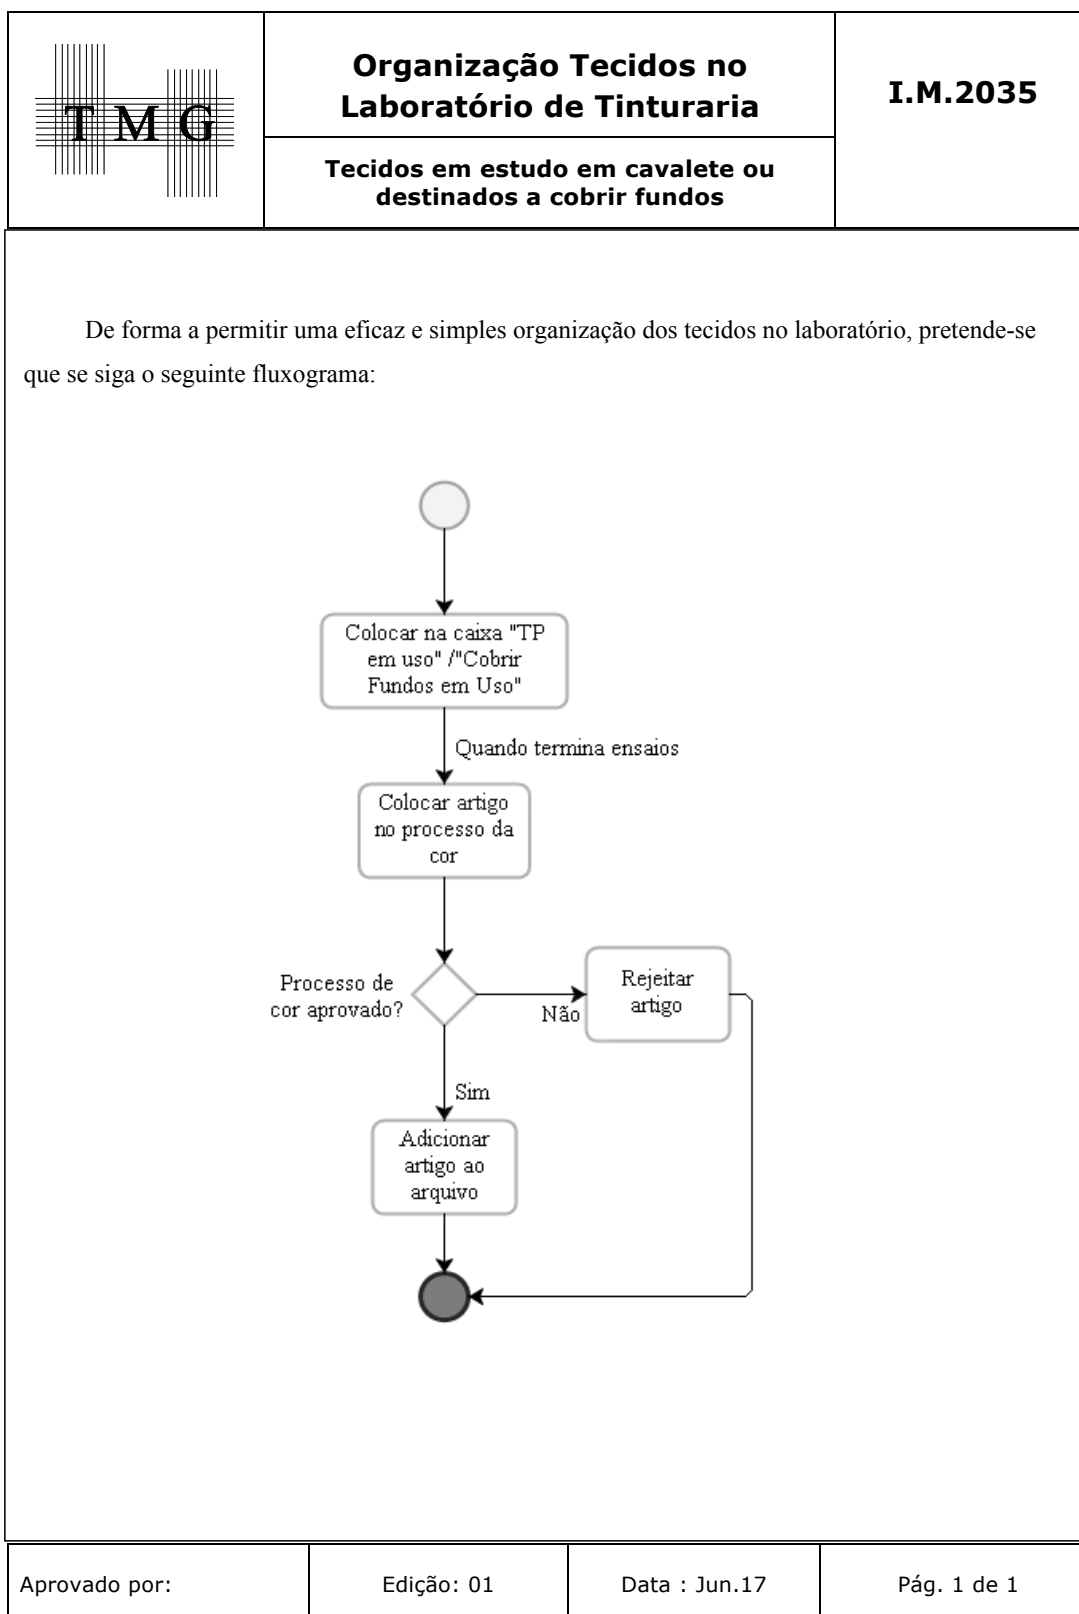 TMG
Organização Tecidos no
Laboratório de Tinturaria
I.M.2035
Tecidos em estudo em cavalete ou
destinados a cobrir fundos
De forma a permitir uma eficaz e simples organização dos tecidos no laboratório, pretende-se
que se siga o seguinte fluxograma:
Colocar na caixa "TP
em uso" /"Cobrir
Fundos em Uso"
Quando termina ensaios
Colocar artigo
no processo da
cor
Processo de
cor aprovado?
Não
Rejeitar
artigo
Sim
Adicionar
artigo ao
arquivo
Aprovado por:
Edição: 01
Data : Jun.17
Pág. 1 de 1